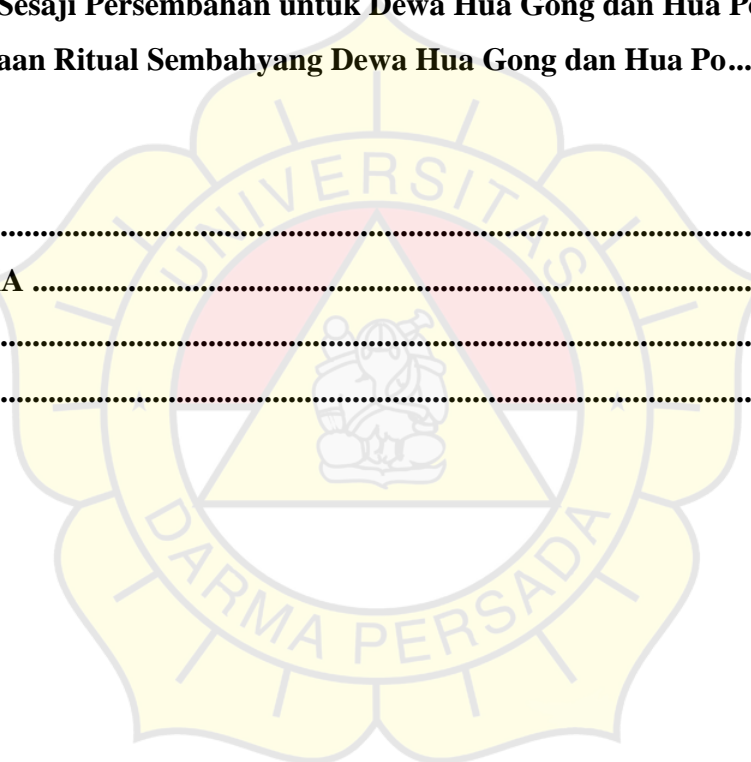 Sesaji Persembahan untuk Dewa Hua Gong dan Hua Po
aan Ritual Sembahyang Dewa Hua Gong dan Hua Po...
................................................................................................
A ............................................................................................
................................................................................................
................................................................................................
UNIVERSITAS
DARMA PERSADA